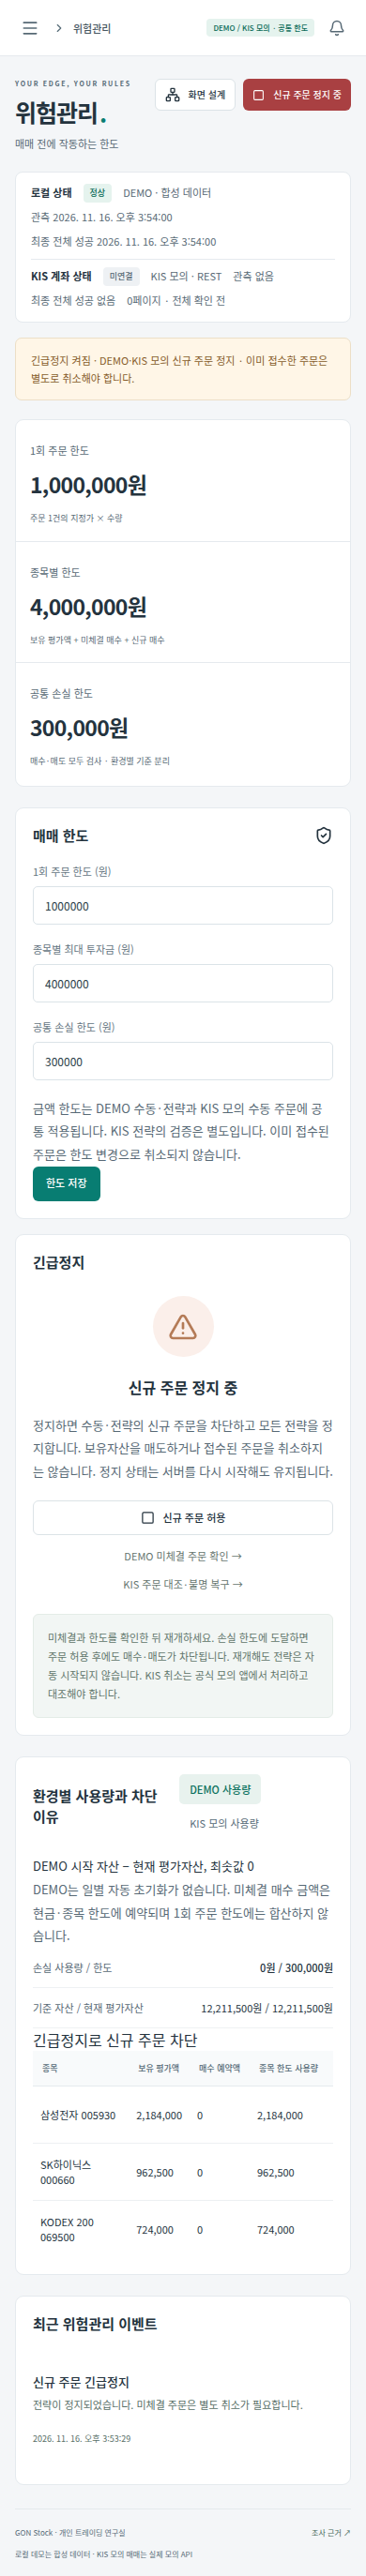 위험관리
DEMO / KIS 모의 · 공통 한도
YOUR EDGE, YOUR RULES
위험관리.
매매 전에 작동하는 한도
화면 설계
신규 주문 정지 중
로컬 상태 정상 DEMO · 합성 데이터
관측 2026. 11. 16. 오후 3:54:00
최종 전체 성공 2026. 11. 16. 오후 3:54:00
KIS 계좌 상태 미연결 KIS 모의 · REST 관측 없음
최종 전체 성공 없음 0페이지 · 전체 확인 전
긴급정지 켜짐 · DEMO·KIS 모의 신규 주문 정지 · 이미 접수한 주문은
별도로 취소해야 합니다.
1회 주문 한도
1,000,000원
주문 1건의 지정가 × 수량
종목별 한도
4,000,000원
보유 평가액 + 미체결 매수 + 신규 매수
공통 손실 한도
300,000원
매수·매도 모두 검사 · 환경별 기준 분리
매매 한도
1회 주문 한도 (원)
1000000
종목별 최대 투자금 (원)
4000000
공통 손실 한도 (원)
300000
금액 한도는 DEMO 수동·전략과 KIS 모의 수동 주문에 공
통 적용됩니다. KIS 전략의 검증은 별도입니다. 이미 접수된
주문은 한도 변경으로 취소되지 않습니다.
한도 저장
긴급정지
신규 주문 정지 중
정지하면 수동·전략의 신규 주문을 차단하고 모든 전략을 정
지합니다. 보유자산을 매도하거나 접수된 주문을 취소하지
는 않습니다. 정지 상태는 서버를 다시 시작해도 유지됩니다.
신규 주문 허용
DEMO 미체결 주문 확인 →
KIS 주문 대조·불명 복구 →
미체결과 한도를 확인한 뒤 재개하세요. 손실 한도에 도달하면
주문 허용 후에도 매수·매도가 차단됩니다. 재개해도 전략은 자
동 시작되지 않습니다. KIS 취소는 공식 모의 앱에서 처리하고
대조해야 합니다.
환경별 사용량과 차단
이유
DEMO 사용량
KIS 모의 사용량
DEMO 시작 자산 − 현재 평가자산, 최솟값 0
DEMO는 일별 자동 초기화가 없습니다. 미체결 매수 금액은
현금·종목 한도에 예약되며 1회 주문 한도에는 합산하지 않
습니다.
손실 사용량 / 한도 0원 / 300,000원
기준 자산 / 현재 평가자산 12,211,500원 / 12,211,500원
긴급정지로 신규 주문 차단
종목 보유 평가액 매수 예약액 종목 한도 사용량
삼성전자 005930 2,184,000 0 2,184,000
SK하이닉스
000660 962,500 0 962,500
KODEX 200
069500 724,000 0 724,000
최근 위험관리 이벤트
신규 주문 긴급정지
전략이 정지되었습니다. 미체결 주문은 별도 취소가 필요합니다.
2026. 11. 16. 오후 3:53:29
GON Stock · 개인 트레이딩 연구실
조사 근거 ↗
로컬 데모는 합성 데이터 · KIS 모의 매매는 실제 모의 API